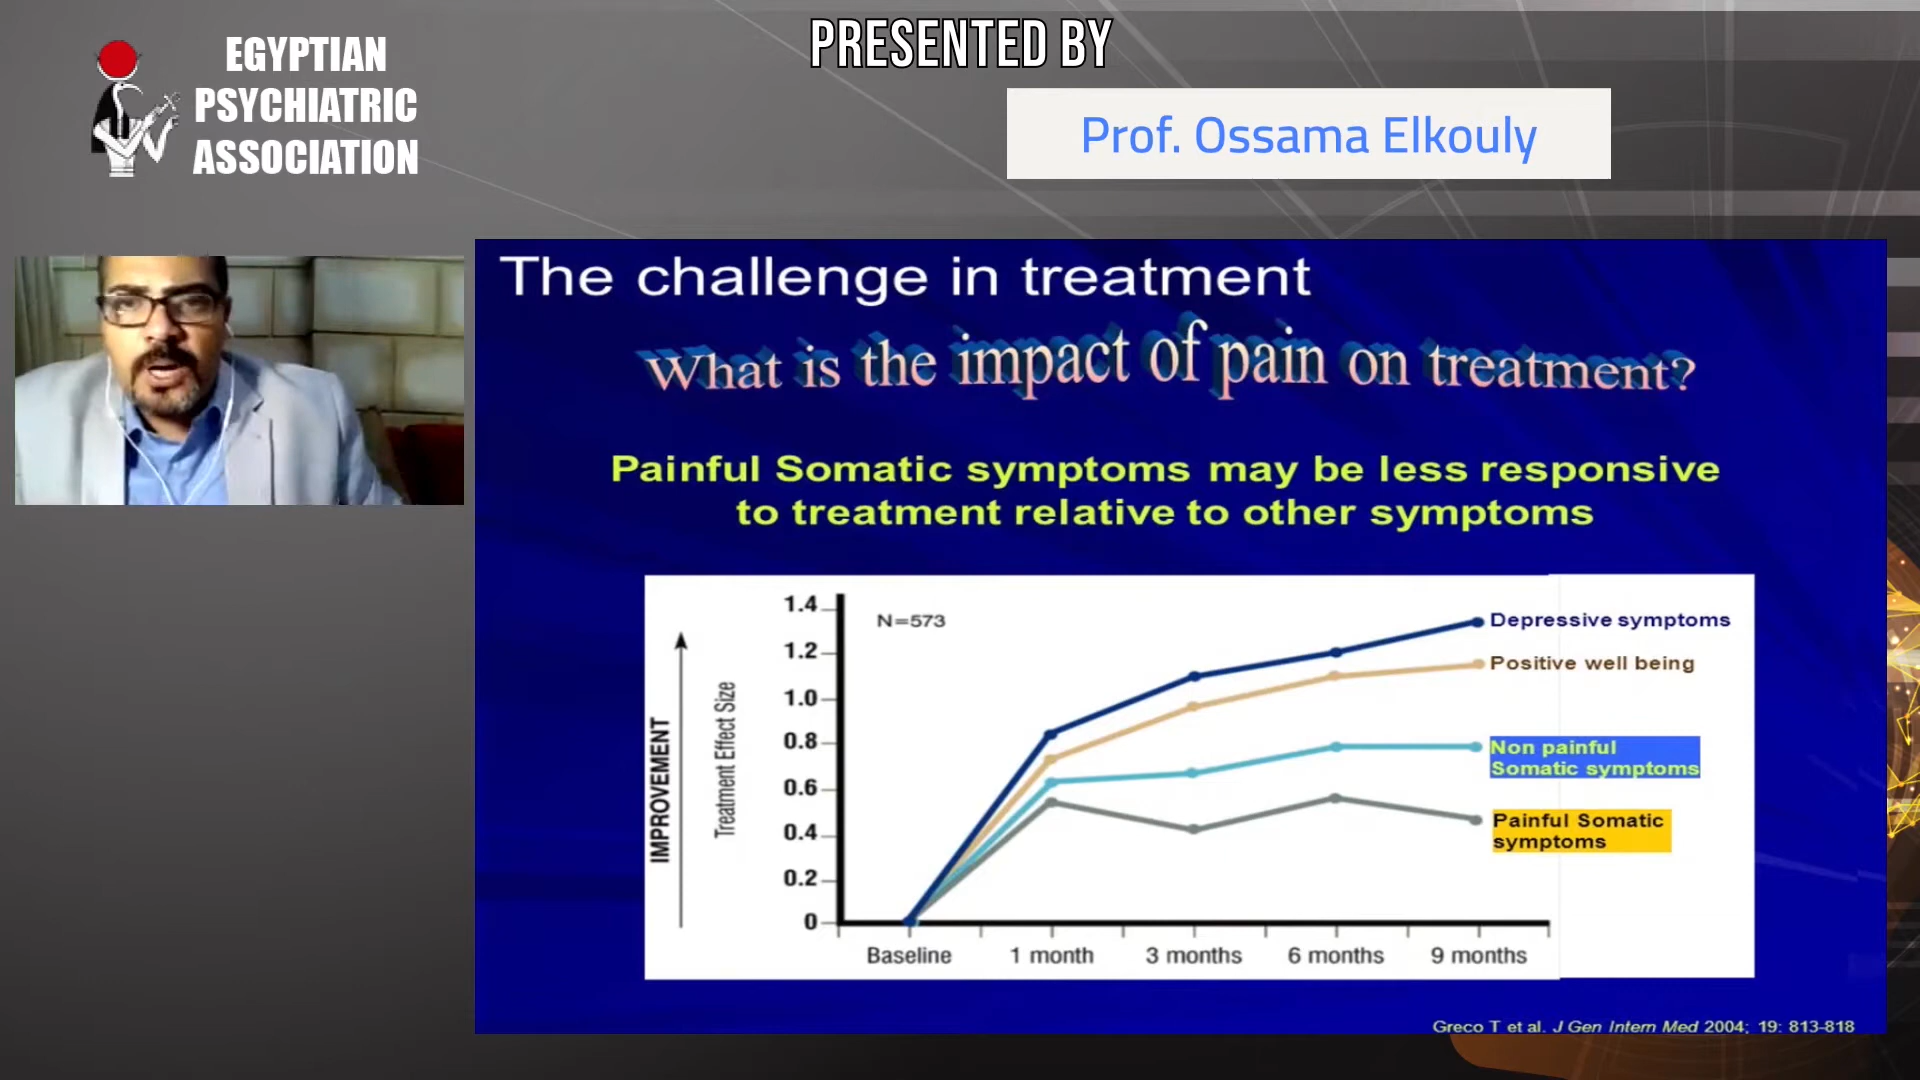 EGYPTIAN
PSYCHIATRIC
ASSOCIATION
PRESENTED BY
Prof. Ossama Elkouly
The challenge in treatment
What is the impact of pain on treatment?
Painful Somatic symptoms may be less responsive
to treatment relative to other symptoms
IMPROVEMENT
Treatment Effect Size
1.4
1.2
1.0
0.8
0.6
0.4
0.2
0
N=573
Depressive symptoms
Positive well being
Non painful
Somatic symptoms
Painful Somatic
symptoms
Baseline 1 month 3 months 6 months 9 months
Greco T et al. J Gen Intern Med 2004; 19: 813-818